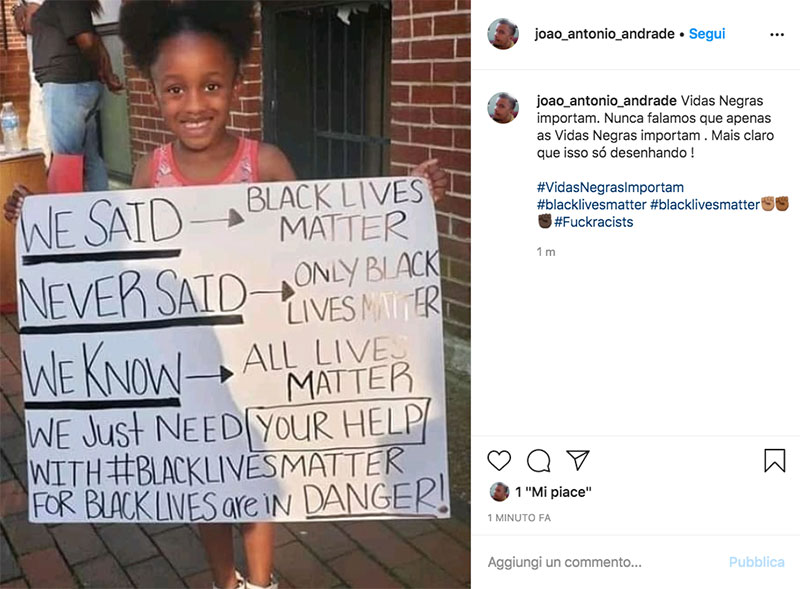 WE SAID → BLACK LIVES
MATTER
NEVER SAID → ONLY BLACK
LIVES MATTER
WE KNOW → ALL LIVES
MATTER
WE JUST NEED YOUR HELP
WITH #BLACKLIVESMATTER
FOR BLACK LIVES are iN DANGER!
joao_antonio_andrade • Segui
joao_antonio_andrade Vidas Negras
importam. Nunca falamos que apenas
as Vidas Negras importam . Mais claro
que isso só desenhando !
#VidasNegrasImportam
#blacklivesmatter #blacklivesmatter✊🏽✊🏾
✊🏿#Fuckracists
1 m
1 "Mi piace"
1 MINUTO FA
Aggiungi un commento... Pubblica